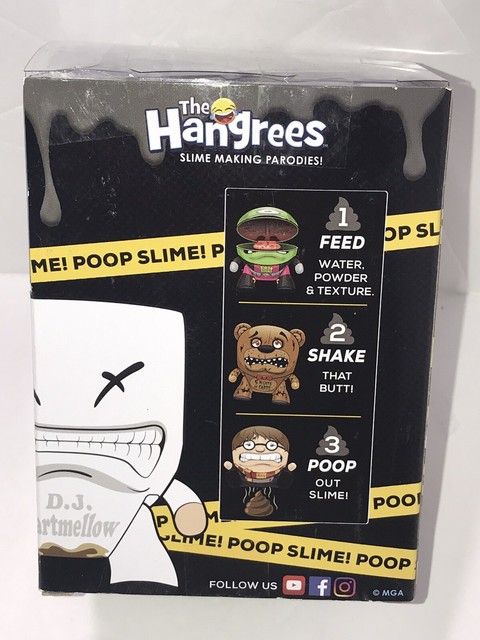 The
Hangrees
SLIME MAKING PARODIES!
ME! POOP SLIME! P
OP SL
1
FEED
WATER,
POWDER
& TEXTURE.
2
SHAKE
THAT
BUTT!
3
POOP
OUT
SLIME!
D.J.
artmellow
POO
P
LIME! POOP SLIME! POOP
FOLLOW US
© MGA